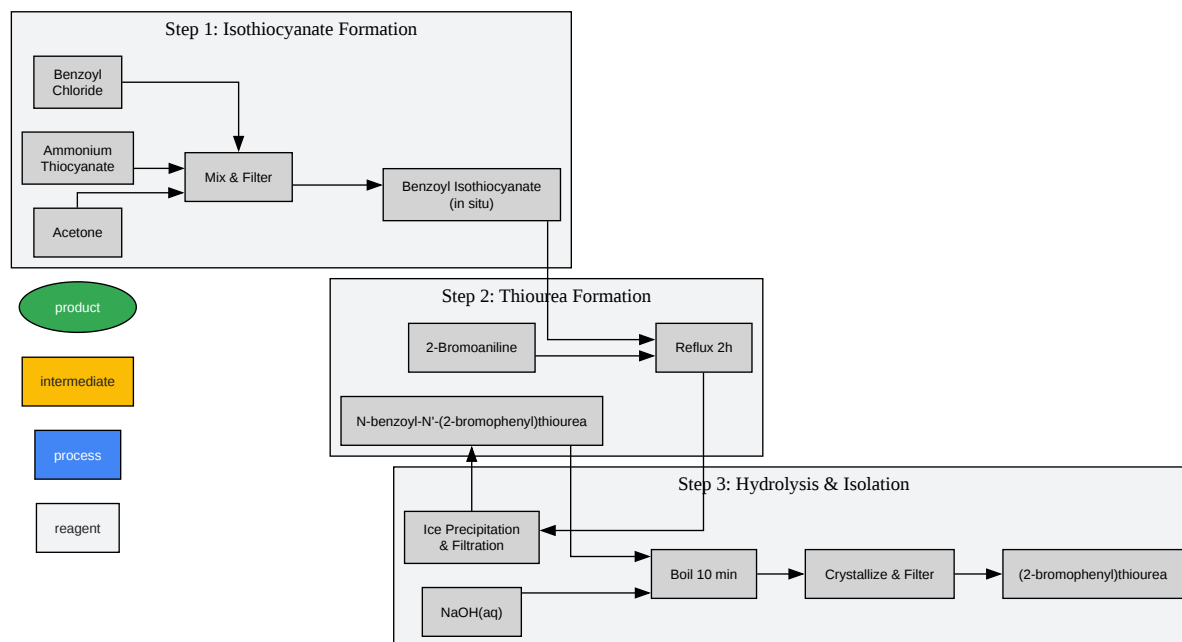 Step 1: Isothiocyanate Formation
Benzoyl
Chloride
Ammonium
Thiocyanate
Mix & Filter
Benzoyl Isothiocyanate
(in situ)
Acetone
product
intermediate
process
reagent
Step 2: Thiourea Formation
2-Bromoaniline
Reflux 2h
N-benzoyl-N'-(2-bromophenyl)thiourea
Step 3: Hydrolysis & Isolation
Ice Precipitation
& Filtration
Boil 10 min
Crystallize & Filter
(2-bromophenyl)thiourea
NaOH(aq)